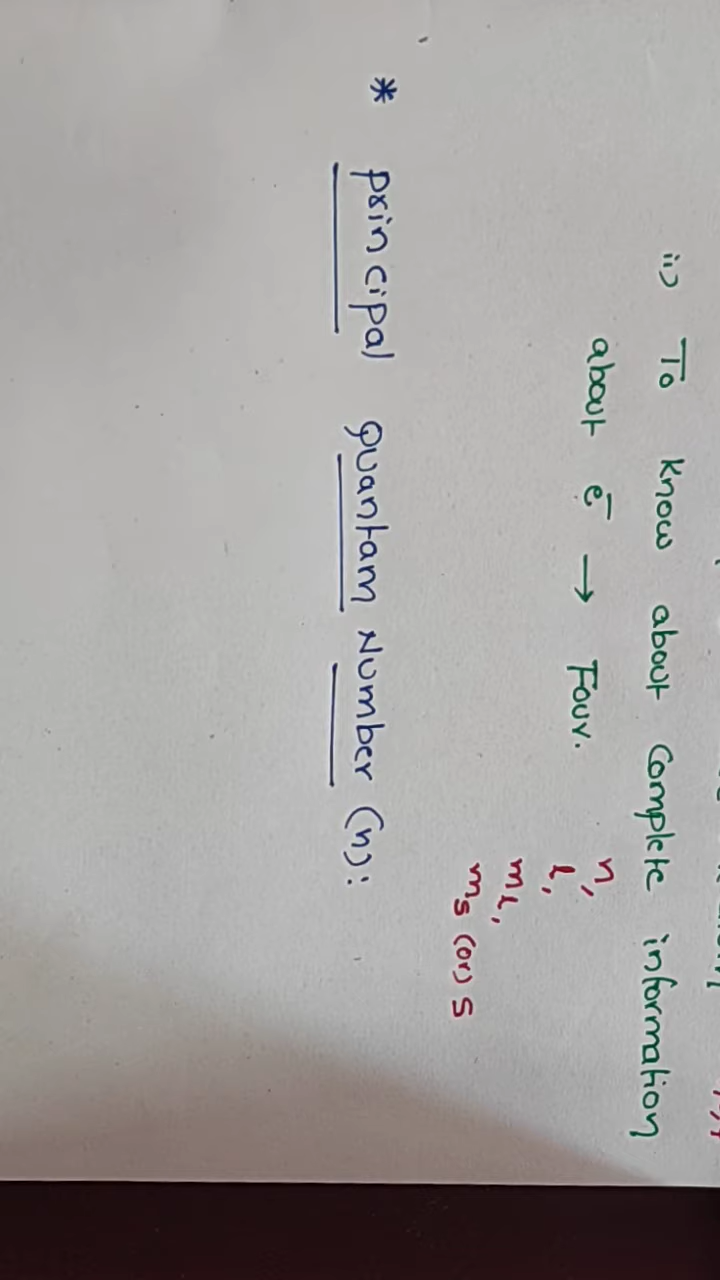 ii) To know about complete information
about e̅ → Four.
n,
l,
ml,
ms (or) s
* principal quantam Number (n):